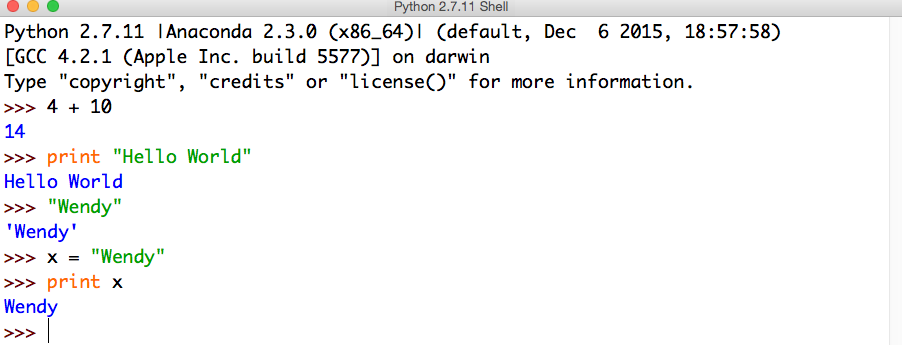 Python 2.7.11 Shell
Python 2.7.11 |Anaconda 2.3.0 (x86_64)| (default, Dec  6 2015, 18:57:58)
[GCC 4.2.1 (Apple Inc. build 5577)] on darwin
Type "copyright", "credits" or "license()" for more information.
>>> 4 + 10
14
>>> print "Hello World"
Hello World
>>> "Wendy"
'Wendy'
>>> x = "Wendy"
>>> print x
Wendy
>>>